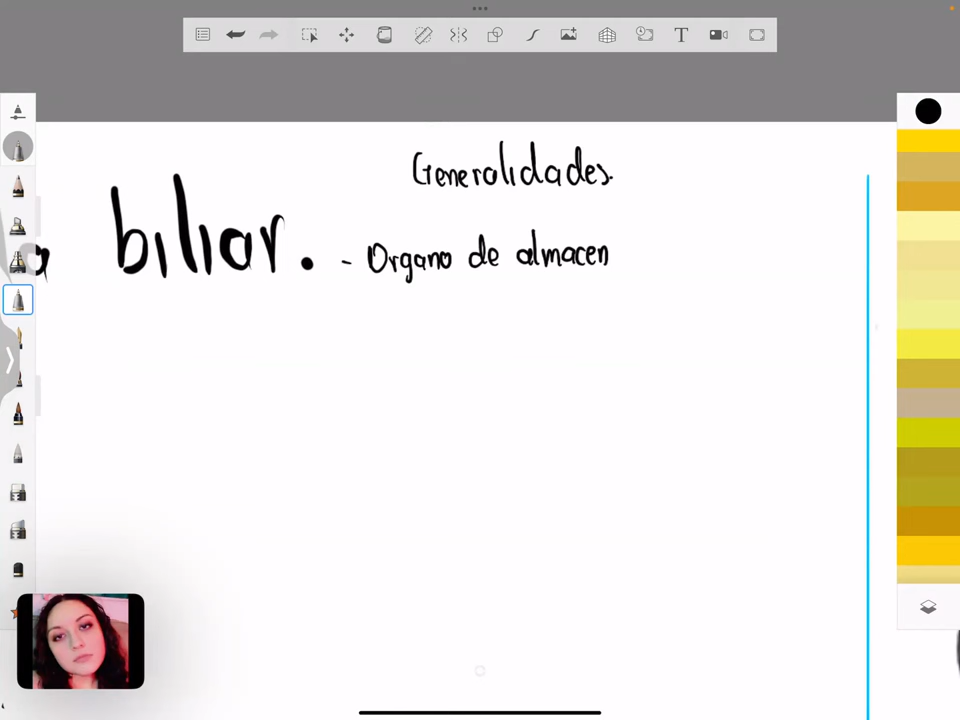 Generalidades.
a biliar. - Organo de almacen
T